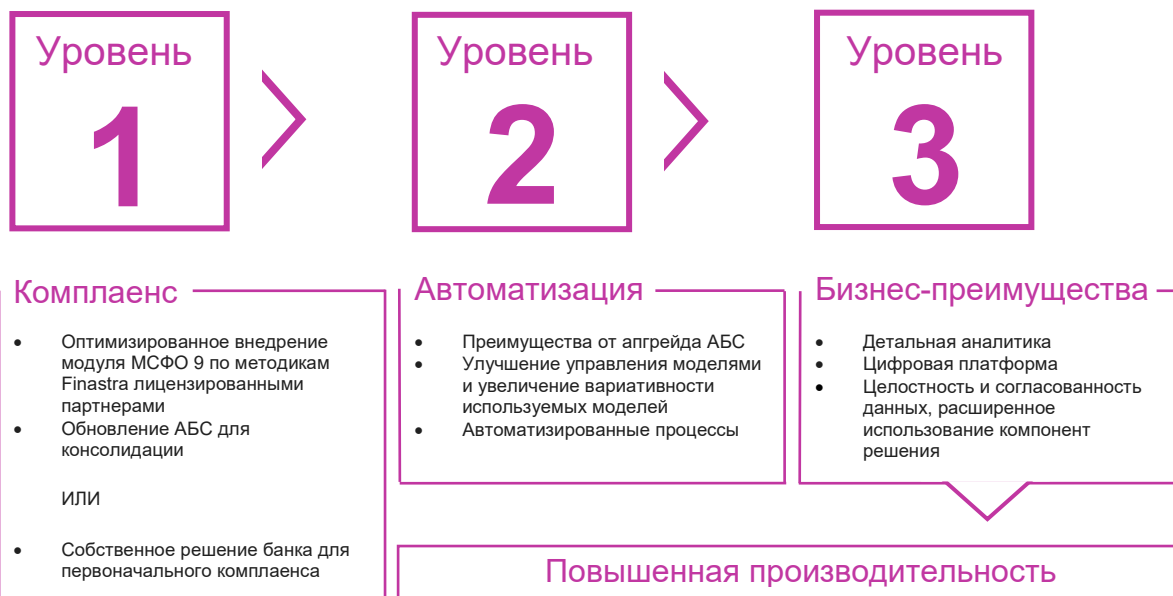 Уровень
1
Уровень
2
Уровень
3
Комплаенс
• Оптимизированное внедрение
модуля МСФО 9 по методикам
Finastra лицензированными
партнерами
• Обновление АБС для
консолидации
ИЛИ
• Собственное решение банка для
первоначального комплаенса
Автоматизация
• Преимущества от апгрейда АБС
• Улучшение управления моделями
и увеличение вариативности
используемых моделей
• Автоматизированные процессы
Бизнес-преимущества
• Детальная аналитика
• Цифровая платформа
• Целостность и согласованность
данных, расширенное
использование компонент
решения
Повышенная производительность